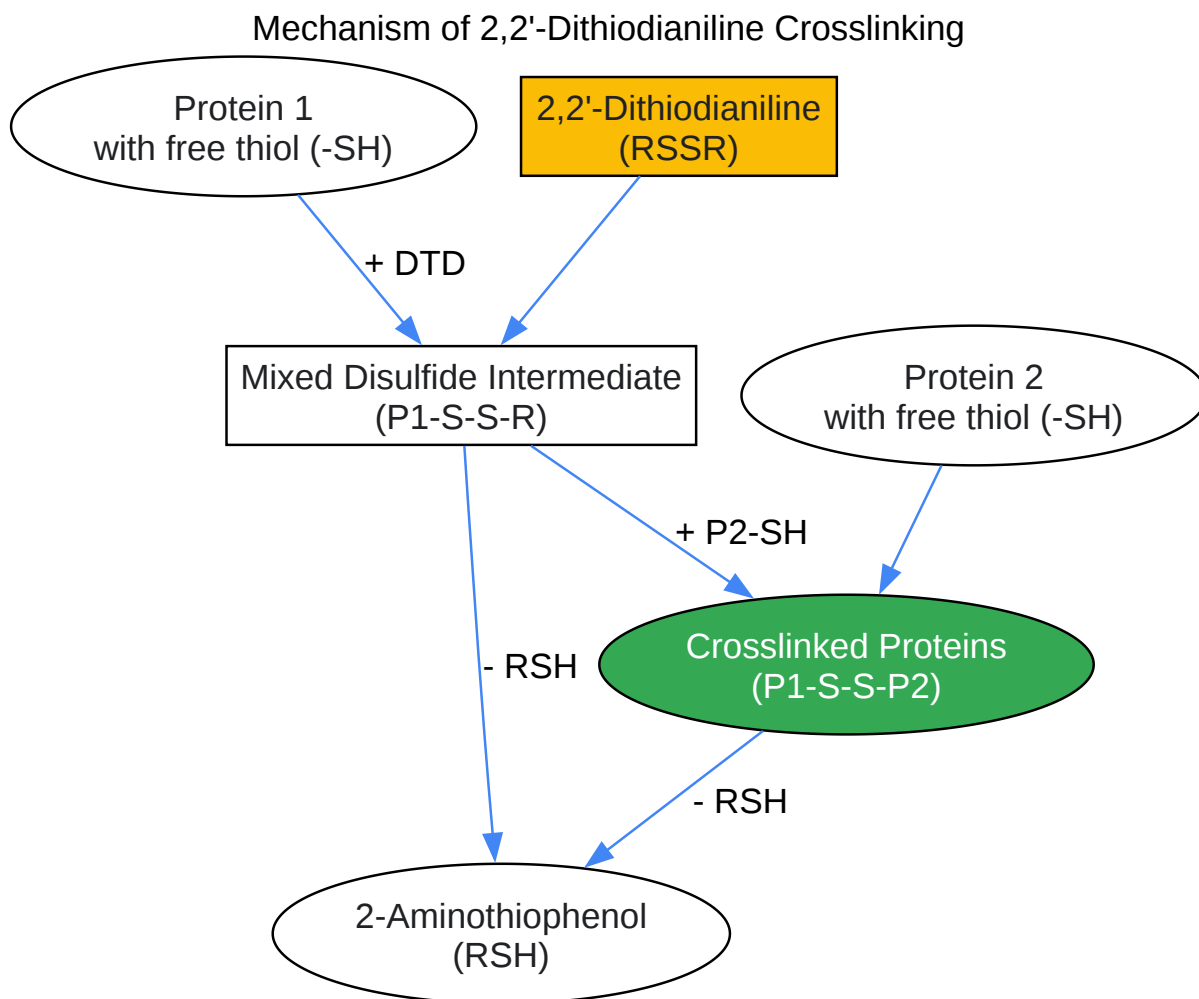 Mechanism of 2,2'-Dithiodianiline Crosslinking
Protein 1
with free thiol (-SH)
2,2'-Dithiodianiline
(RSSR)
+ DTD
Mixed Disulfide Intermediate
(P1-S-S-R)
Protein 2
with free thiol (-SH)
+ P2-SH
- RSH
Crosslinked Proteins
(P1-S-S-P2)
- RSH
2-Aminothiophenol
(RSH)